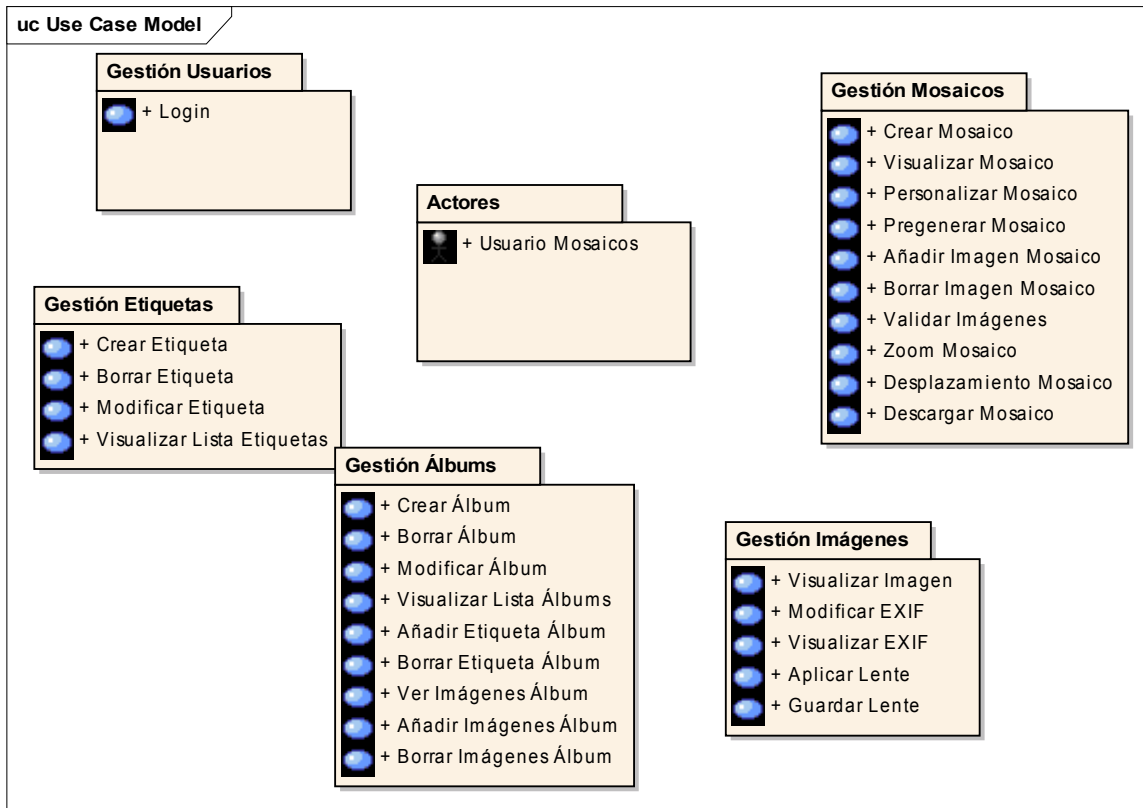 uc Use Case Model
Gestión Usuarios
+ Login
Gestión Mosaicos
+ Crear Mosaico
+ Visualizar Mosaico
+ Personalizar Mosaico
+ Pregenerar Mosaico
+ Añadir Imagen Mosaico
+ Borrar Imagen Mosaico
+ Validar Imágenes
+ Zoom Mosaico
+ Desplazamiento Mosaico
+ Descargar Mosaico
Actores
+ Usuario Mosaicos
Gestión Etiquetas
+ Crear Etiqueta
+ Borrar Etiqueta
+ Modificar Etiqueta
+ Visualizar Lista Etiquetas
Gestión Álbums
+ Crear Álbum
+ Borrar Álbum
+ Modificar Álbum
+ Visualizar Lista Álbums
+ Añadir Etiqueta Álbum
+ Borrar Etiqueta Álbum
+ Ver Imágenes Álbum
+ Añadir Imágenes Álbum
+ Borrar Imágenes Álbum
Gestión Imágenes
+ Visualizar Imagen
+ Modificar EXIF
+ Visualizar EXIF
+ Aplicar Lente
+ Guardar Lente